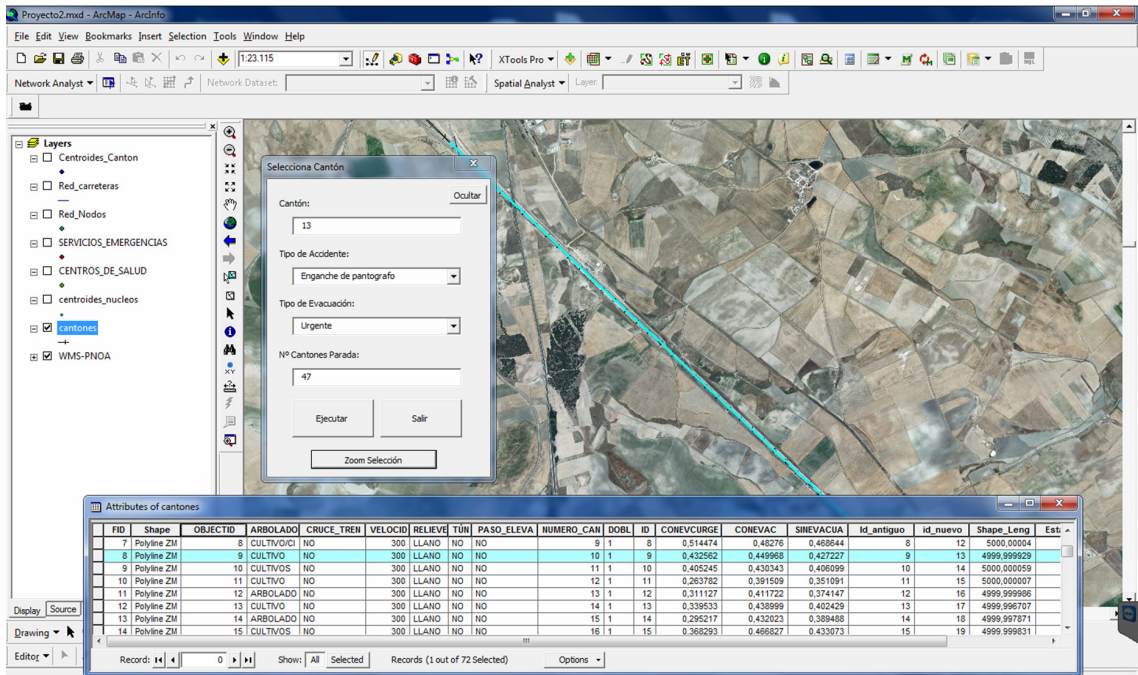 Proyecto2.mxd - ArcMap - ArcInfo
File Edit View Bookmarks Insert Selection Tools Window Help
1:23.115 XTools Pro
Network Analyst Network Dataset: Spatial Analyst Layer:
Layers
Centroides_Canton
Red_carreteras
Red_Nodos
SERVICIOS_EMERGENCIAS
CENTROS_DE_SALUD
centroides_nucleos
cantones
WMS-PNOA
Selecciona Cantón
Ocultar
Cantón:
13
Tipo de Accidente:
Enganche de pantografo
Tipo de Evacuación:
Urgente
Nº Cantones Parada:
47
Ejecutar Salir
Zoom Selección
Attributes of cantones
FID Shape OBJECTID ARBOLADO CRUCE_TREN VELOCID RELIEVE TÚN PASO_ELEVA NUMERO_CAN DOBL ID CONEVCURGE CONEVAC SINEVACUA Id_antiguo id_nuevo Shape_Leng Est
7 Polyline ZM 8 CULTIVO/CI NO 300 LLANO NO NO 9 1 8 0,514474 0,48276 0,468644 8 12 5000,00004
8 Polyline ZM 9 CULTIVO NO 300 LLANO NO NO 10 1 9 0,432562 0,449968 0,427227 9 13 4999,999929
9 Polyline ZM 10 CULTIVOS NO 300 LLANO NO NO 11 1 10 0,405245 0,430343 0,406099 10 14 5000,000059
10 Polyline ZM 11 CULTIVO NO 300 LLANO NO NO 12 1 11 0,263782 0,391509 0,351091 11 15 5000,000007
11 Polyline ZM 12 ARBOLADO NO 300 LLANO NO NO 13 1 12 0,311127 0,411722 0,374147 12 16 4999,999986
12 Polyline ZM 13 CULTIVO NO 300 LLANO NO NO 14 1 13 0,339533 0,438999 0,402429 13 17 4999,996707
13 Polyline ZM 14 ARBOLADO NO 300 LLANO NO NO 15 1 14 0,295217 0,432023 0,389488 14 18 4999,997871
14 Polyline ZM 15 CULTIVOS NO 300 LLANO NO NO 16 1 15 0,368293 0,466827 0,433073 15 19 4999,999831
Record: 0 Show: All Selected Records (1 out of 72 Selected) Options
Display Source
Drawing
Editor